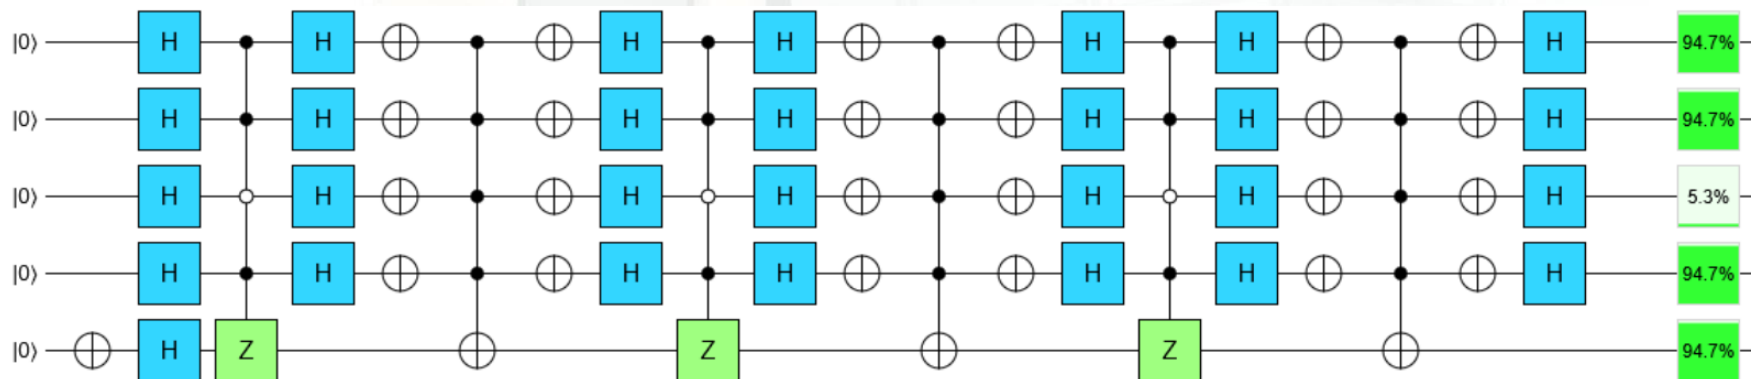 |0⟩ H H H H H H H 94.7%
|0⟩ H H H H H H H 94.7%
|0⟩ H H H H H H H 5.3%
|0⟩ H H H H H H H 94.7%
|0⟩ H Z Z Z 94.7%